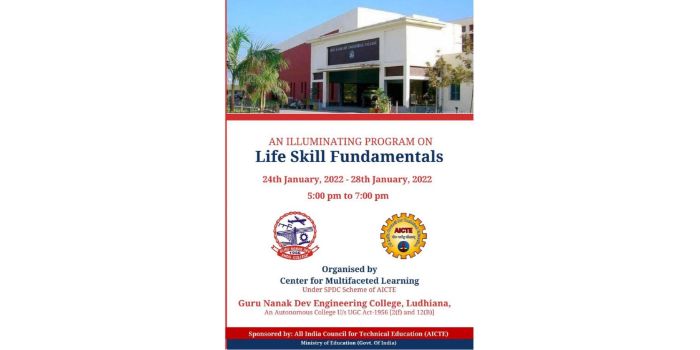 AN ILLUMINATING PROGRAM ON
Life Skill Fundamentals
24th January, 2022 - 28th January, 2022
5:00 pm to 7:00 pm
AICTE
Organised by
Center for Multifaceted Learning
Under SPDC Scheme of AICTE
Guru Nanak Dev Engineering College, Ludhiana,
An Autonomous College U/s UGC Act-1956 [2(f) and 12(B)]
Sponsored by: All India Council for Technical Education (AICTE)
Ministry of Education (Govt. Of India)